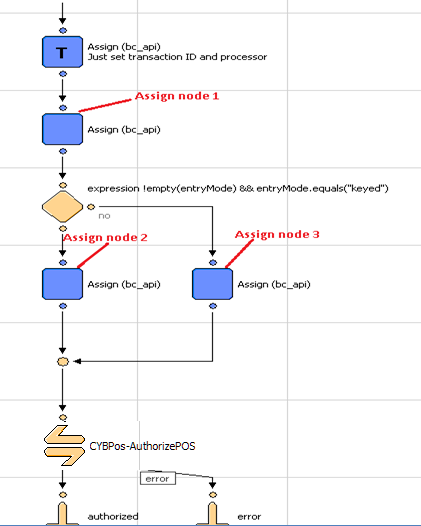 T
Assign (bc_api)
Just set transaction ID and processor
Assign node 1
Assign (bc_api)
expression !empty(entryMode) && entryMode.equals("keyed")
no
Assign node 2
Assign node 3
Assign (bc_api)
Assign (bc_api)
CYBPos-AuthorizePOS
error
authorized
error